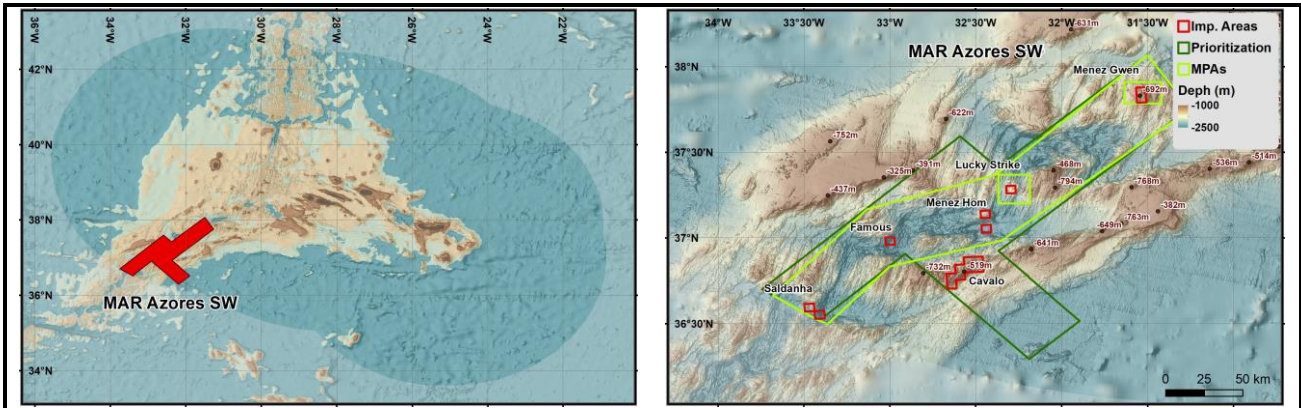 36°W
34°W
32°W
30°W
28°W
26°W
24°W
22°W
42°N
40°N
38°N
36°N
34°N
MAR Azores SW
34°W
33°30'W
33°W
32°30'W
32°W
31°30'W
38°N
37°30'N
37°N
36°30'N
MAR Azores SW
-631m
Menez Gwen
-692m
-622m
-752m
Lucky Strike
-391m
-325m
-468m
-794m
-437m
-514m
536m
-768m
-382m
Menez Hom
-763m
-649m
Famous
-641m
-732m
-519m
Cavalo
Saldanha
Imp. Areas
Prioritization
MPAs
Deph (m)
-1000
-2500
0
25
50 km